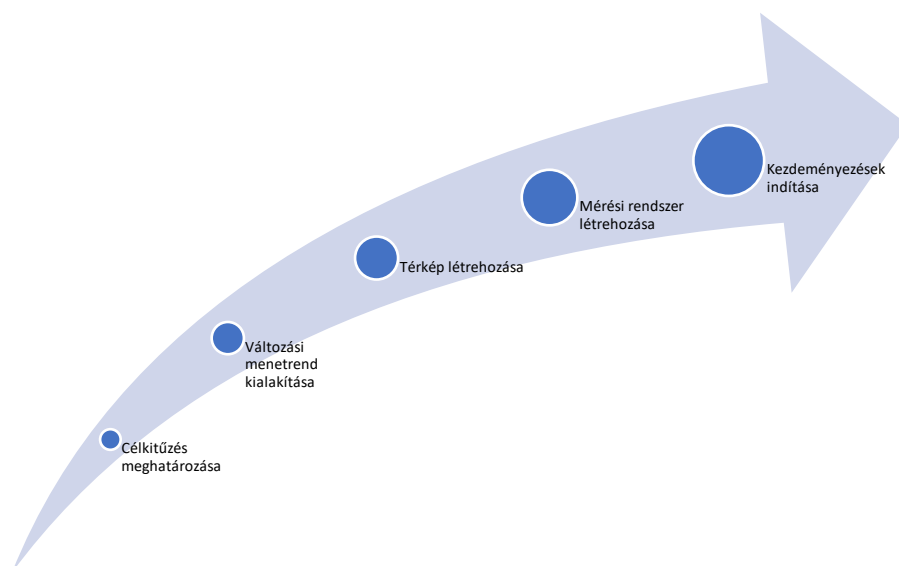 Célkitűzés
meghatározása
Változási
menetrend
kialakítása
Térkép létrehozása
Mérési rendszer
létrehozása
Kezdeményezések
indítása